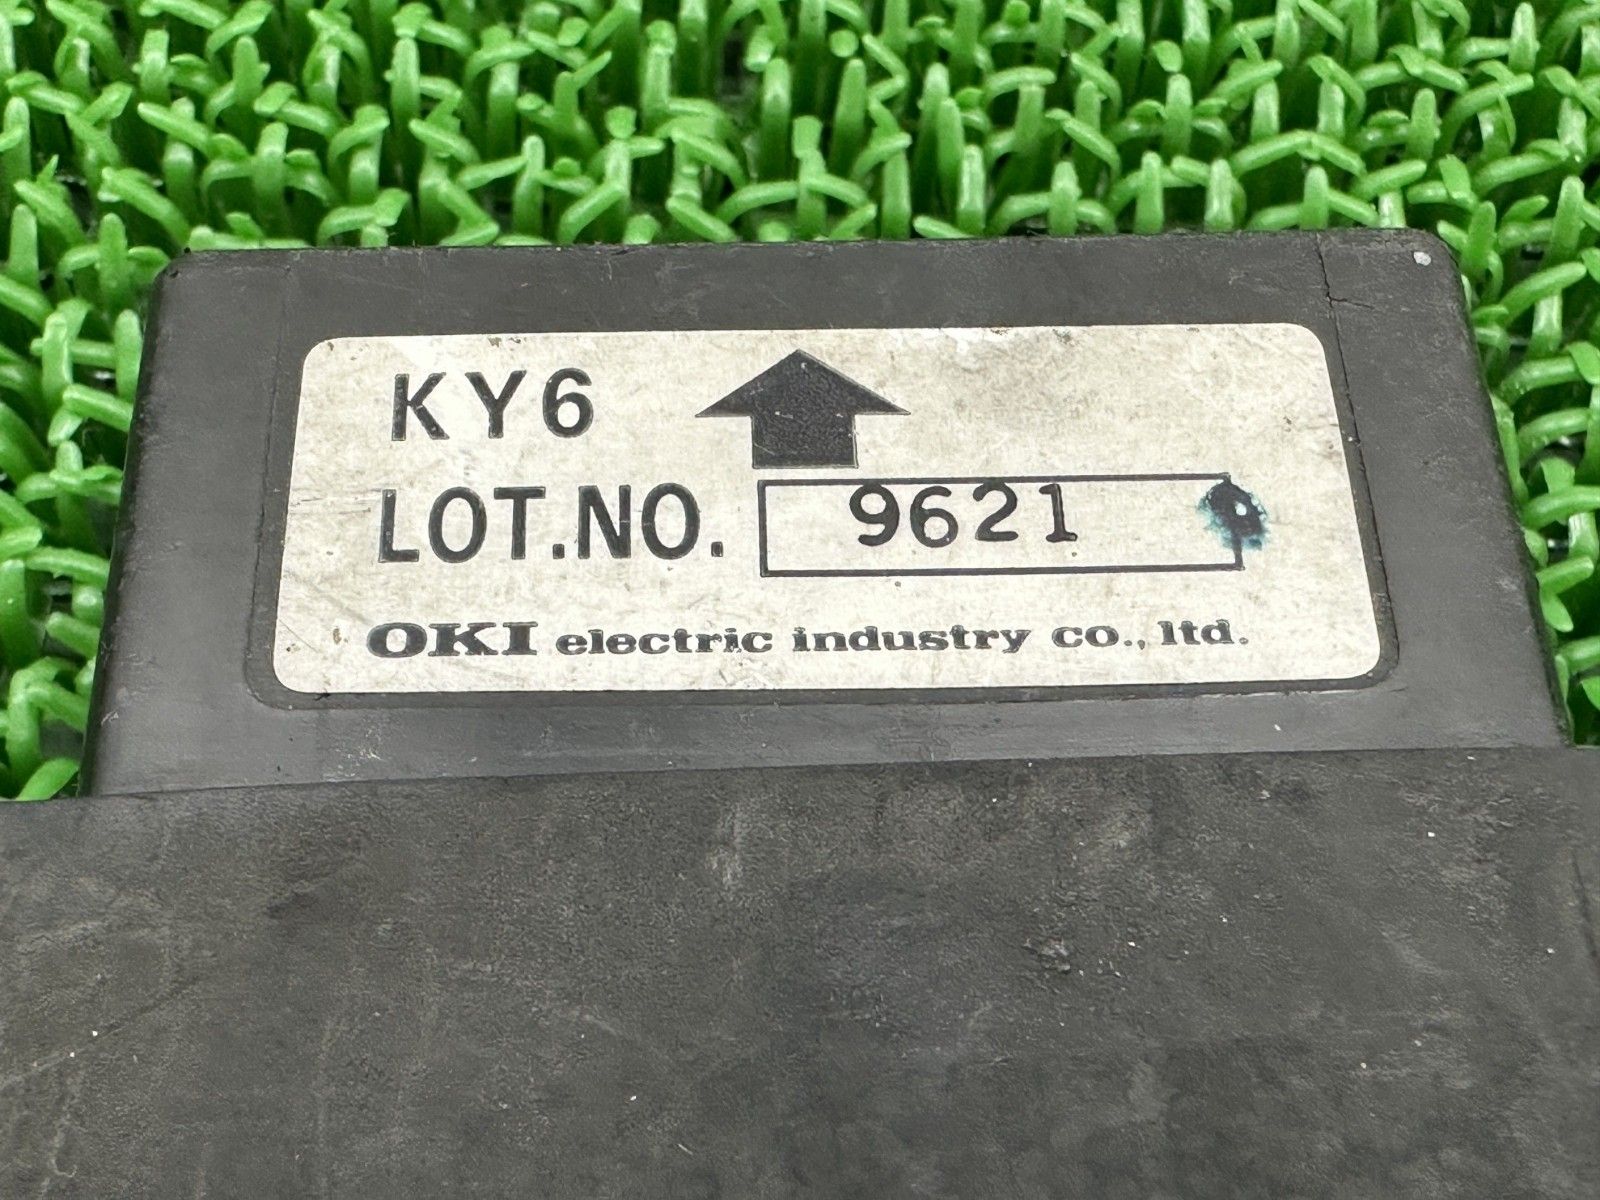 KY6
LOT.NO. 9621
OKI electric industry co., ltd.